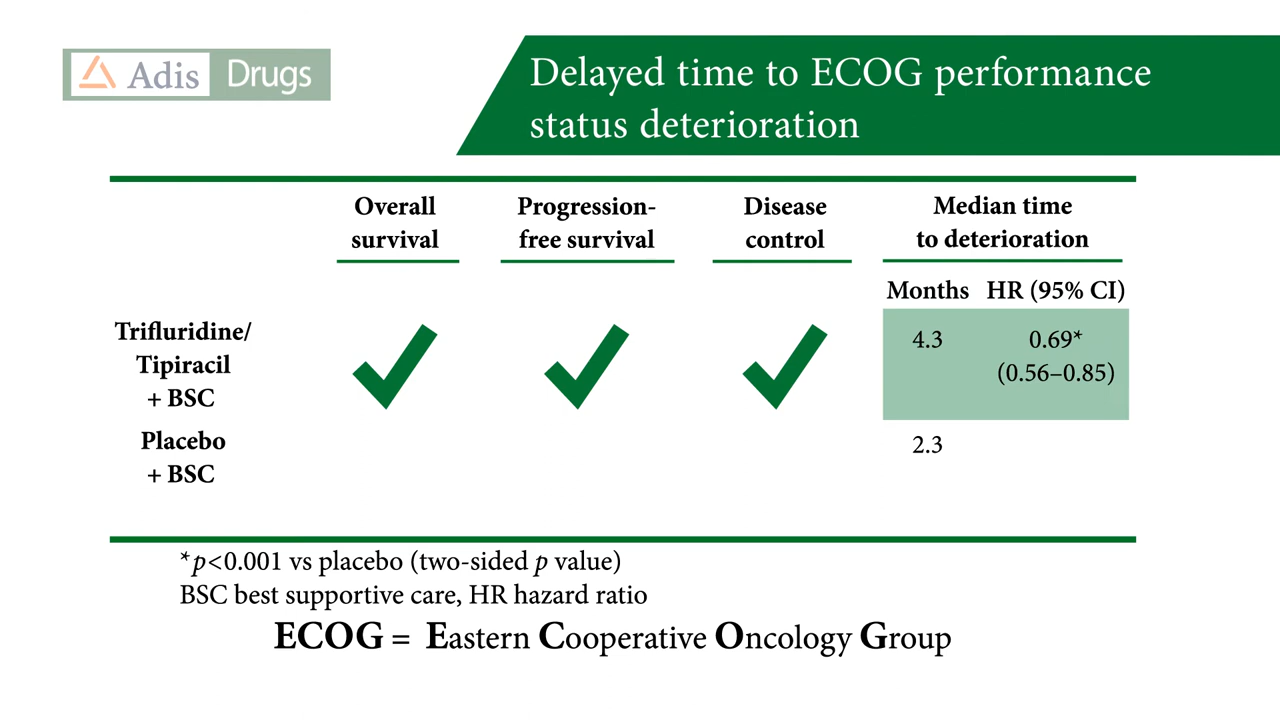 Adis Drugs
Delayed time to ECOG performance
status deterioration
Overall
survival
Progression-
free survival
Disease
control
Median time
to deterioration
Months HR (95% CI)
Trifluridine/
Tipiracil
+ BSC
4.3 0.69*
(0.56–0.85)
Placebo
+ BSC
2.3
*p<0.001 vs placebo (two-sided p value)
BSC best supportive care, HR hazard ratio
ECOG = Eastern Cooperative Oncology Group